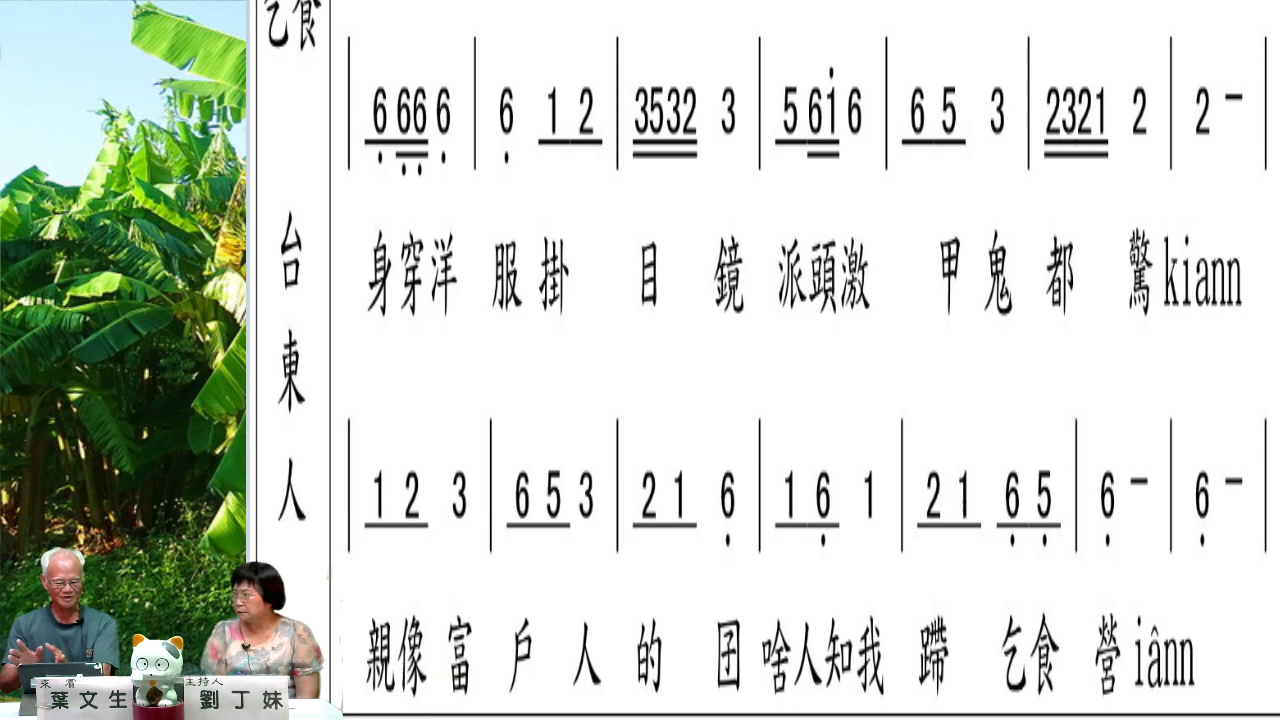 乞食
台東人
6 66 6 | 6 1 2 | 3532 3 | 5 61 6 | 6 5 3 | 2321 2 | 2 -
身穿洋 服掛 目 鏡 派頭激 甲鬼 都 驚 kiann
1 2 3 | 6 5 3 | 2 1 6 | 1 6 1 | 2 1 6 5 | 6 - | 6 -
親像富 戶 人 的 囝 啥人知我 蹛 乞食 營 iânn
來賓
葉文生
主持人
劉丁妹